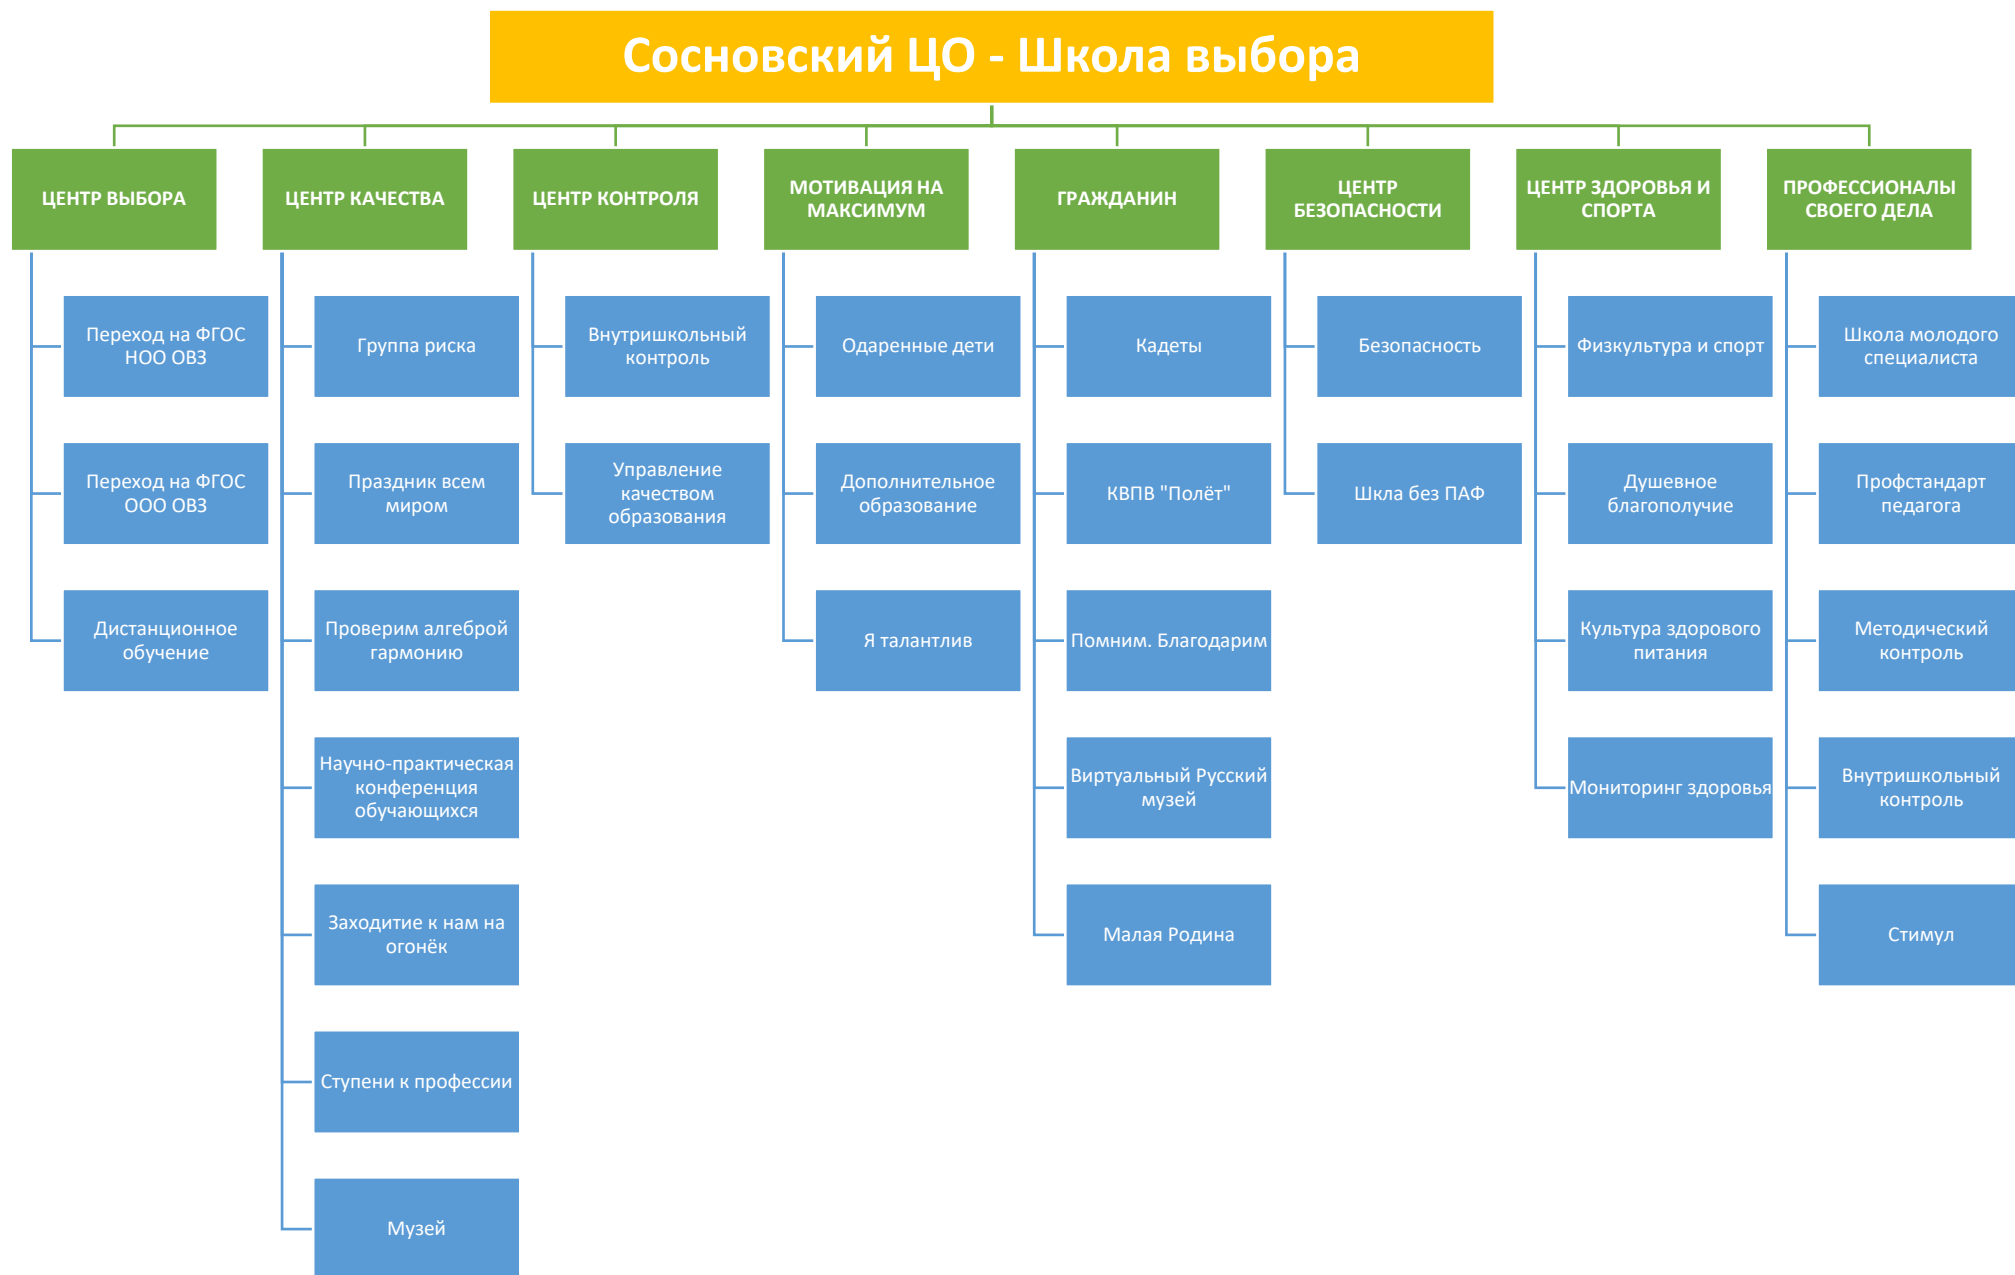 Сосновский ЦО - Школа выбора
ЦЕНТР ВЫБОРА
Переход на ФГОС
НОО ОВЗ
Переход на ФГОС
ООО ОВЗ
Дистанционное
обучение
ЦЕНТР КАЧЕСТВА
Группа риска
Праздник всем
миром
Проверим алгеброй
гармонию
Научно-практическая
конференция
обучающихся
Заходитие к нам на
огонёк
Ступени к профессии
Музей
ЦЕНТР КОНТРОЛЯ
Внутришкольный
контроль
Управление
качеством
образования
МОТИВАЦИЯ НА
МАКСИМУМ
Одаренные дети
Дополнительное
образование
Я талантлив
ГРАЖДАНИН
Кадеты
КВПВ "Полёт"
Помним. Благодарим
Виртуальный Русский
музей
Малая Родина
ЦЕНТР
БЕЗОПАСНОСТИ
Безопасность
Шкла без ПАФ
ЦЕНТР ЗДОРОВЬЯ И
СПОРТА
Физкультура и спорт
Душевное
благополучие
Культура здорового
питания
Мониторинг здоровья
ПРОФЕССИОНАЛЫ
СВОЕГО ДЕЛА
Школа молодого
специалиста
Профстандарт
педагога
Методический
контроль
Внутришкольный
контроль
Стимул